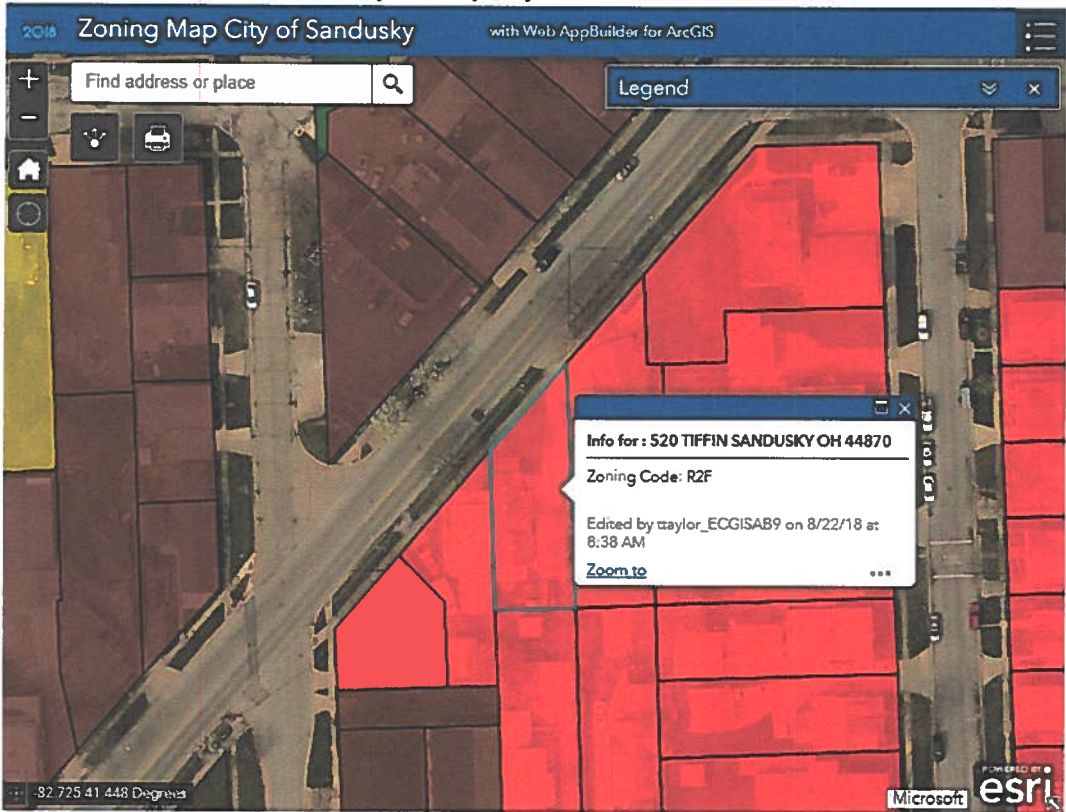 2018 Zoning Map City of Sandusky with Web AppBuilder for ArcGIS
+
Find address or place
Legend
−
Info for : 520 TIFFIN SANDUSKY OH 44870
Zoning Code: R2F
Edited by ttaylor_ECGISAB9 on 8/22/18 at
8:38 AM
Zoom to
-82.725 41.448 Degrees
Microsoft
POWERED BY
esri